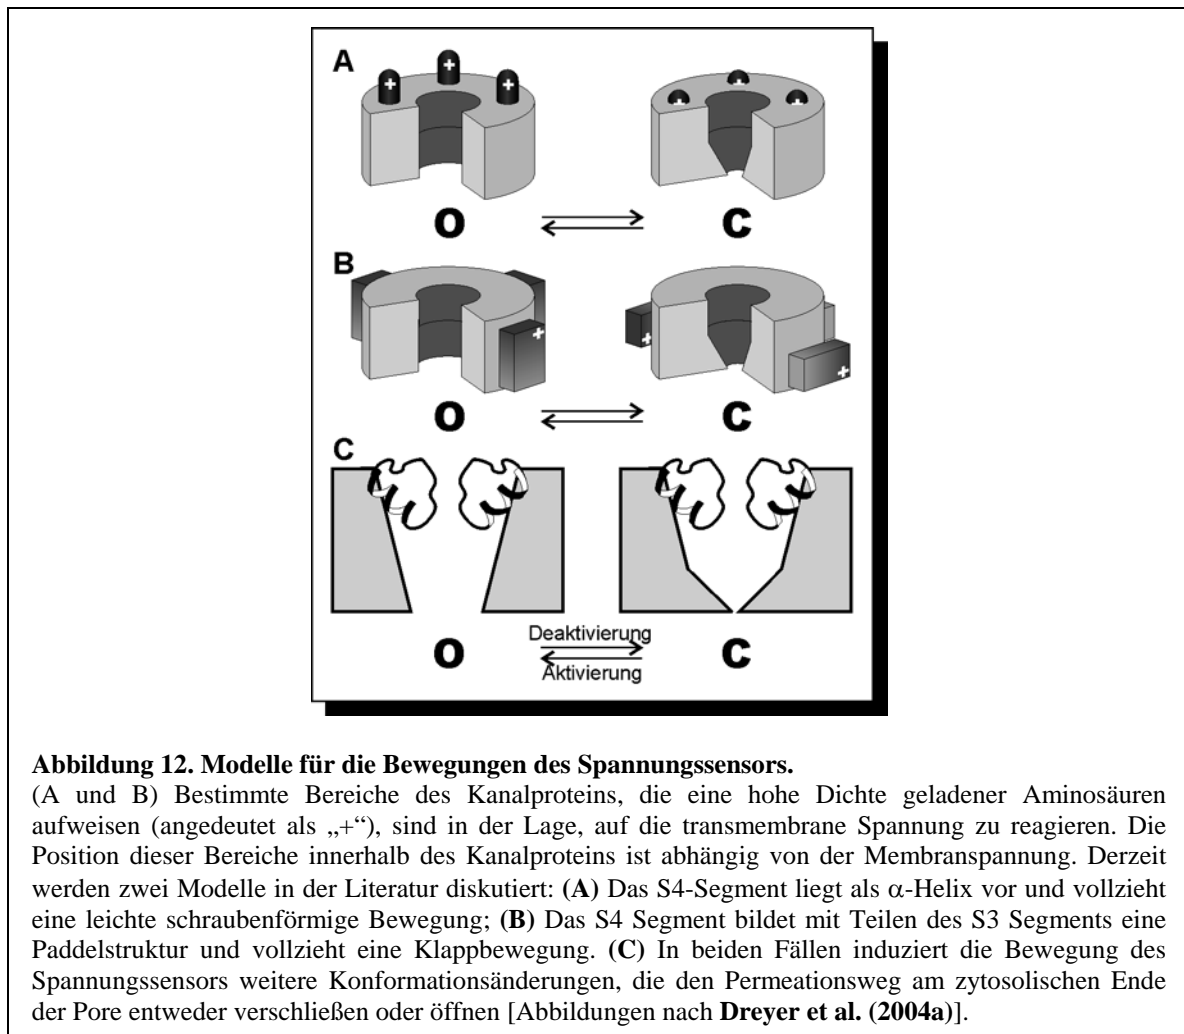 A
+ + + + + +
O C
B
+ + + +
O C
C
Deaktivierung
O C
Aktivierung
Abbildung 12. Modelle für die Bewegungen des Spannungssensors.
(A und B) Bestimmte Bereiche des Kanalproteins, die eine hohe Dichte geladener Aminosäuren
aufweisen (angedeutet als „+“), sind in der Lage, auf die transmembrane Spannung zu reagieren. Die
Position dieser Bereiche innerhalb des Kanalproteins ist abhängig von der Membranspannung. Derzeit
werden zwei Modelle in der Literatur diskutiert: (A) Das S4-Segment liegt als α-Helix vor und vollzieht
eine leichte schraubenförmige Bewegung; (B) Das S4 Segment bildet mit Teilen des S3 Segments eine
Paddelstruktur und vollzieht eine Klappbewegung. (C) In beiden Fällen induziert die Bewegung des
Spannungssensors weitere Konformationsänderungen, die den Permeationsweg am zytosolischen Ende
der Pore entweder verschließen oder öffnen [Abbildungen nach Dreyer et al. (2004a)].